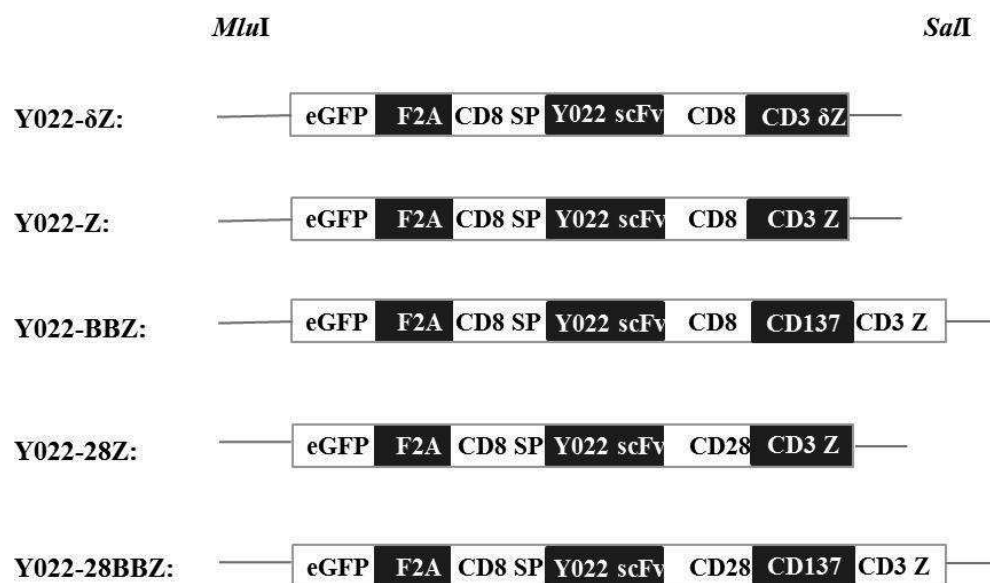 MluI SalI
Y022-δZ: eGFP F2A CD8 SP Y022 scFv CD8 CD3 δZ
Y022-Z: eGFP F2A CD8 SP Y022 scFv CD8 CD3 Z
Y022-BBZ: eGFP F2A CD8 SP Y022 scFv CD8 CD137 CD3 Z
Y022-28Z: eGFP F2A CD8 SP Y022 scFv CD28 CD3 Z
Y022-28BBZ: eGFP F2A CD8 SP Y022 scFv CD28 CD137 CD3 Z